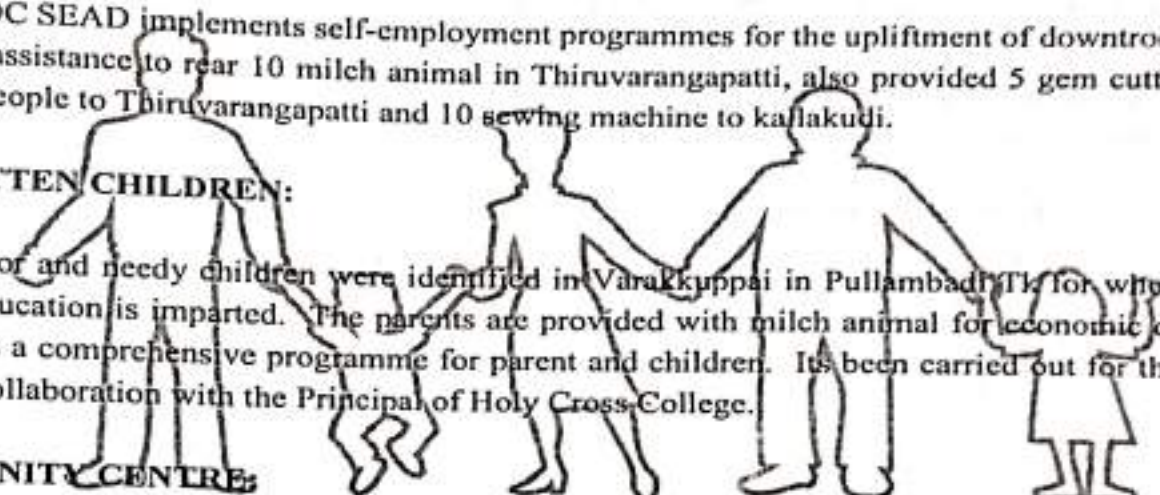 OC SEAD implements self-employment programmes for the upliftment of downtro
assistance to rear 10 milch animal in Thiruvarangapatti, also provided 5 gem cutt
eople to Thiruvarangapatti and 10 sewing machine to kallakudi.
TTEN CHILDREN:
or and needy children were identified in Varakkuppai in Pullambadi Tk for who
ucation is imparted. The parents are provided with milch animal for economic
a comprehensive programme for parent and children. Its been carried out for th
ollaboration with the Principal of Holy Cross College.
NITY CENTRE: